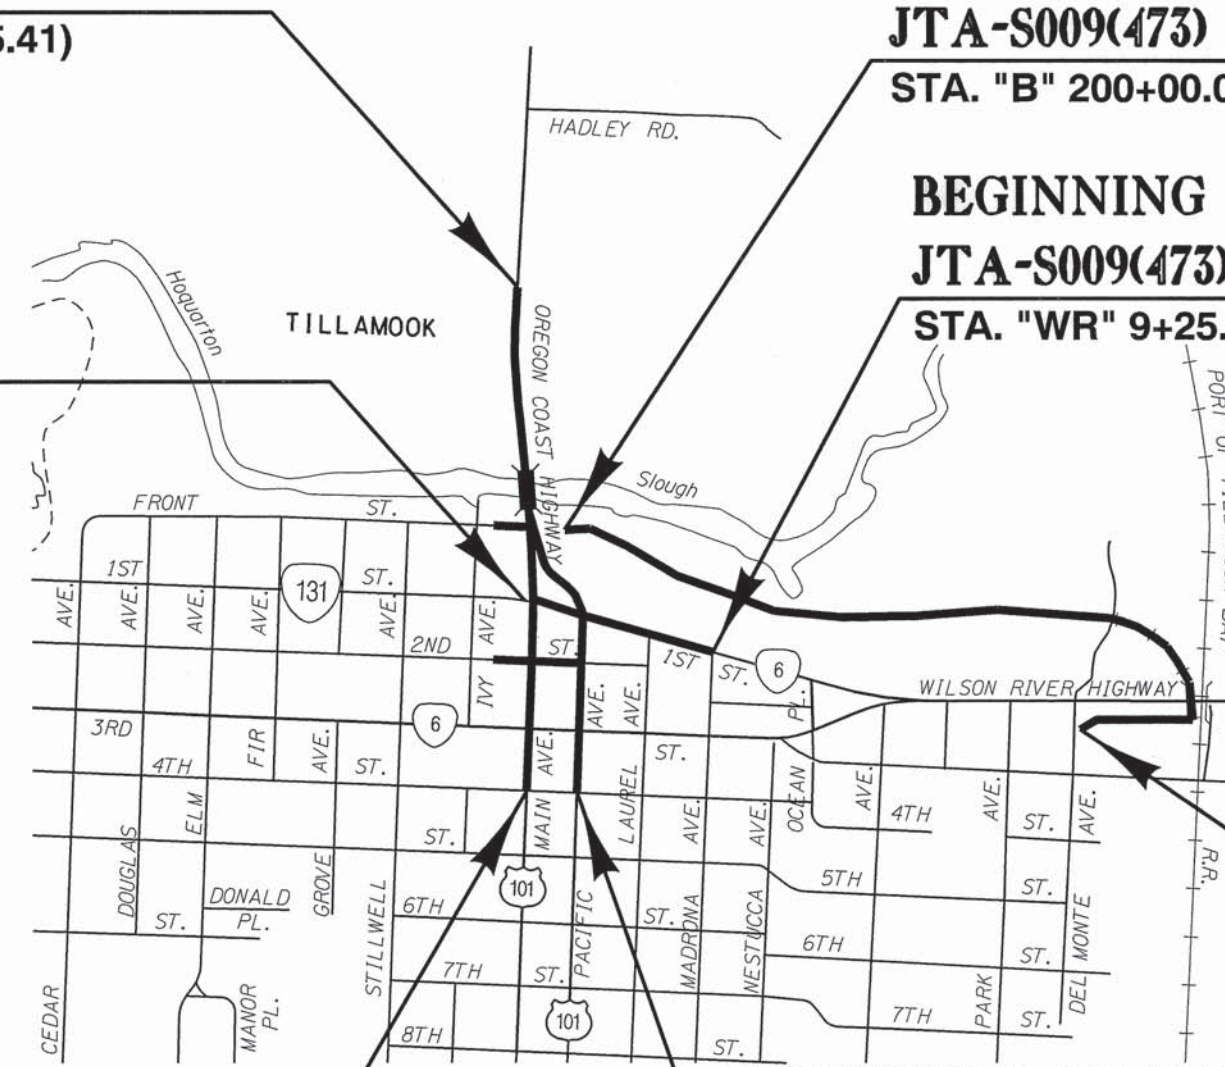 5.41)
JTA-S009(473)
STA. "B" 200+00.0
HADLEY RD.
BEGINNING
JTA-S009(473)
STA. "WR" 9+25.
Hoquarton
TILLAMOOK
OREGON COAST HIGHWAY
Slough
PORT OF TILLAMOOK BAY
R.R.
FRONT ST.
1ST ST.
131
AVE.
AVE.
AVE.
AVE.
AVE.
AVE.
2ND ST.
1ST ST.
6
PL.
WILSON RIVER HIGHWAY
IVY
AVE.
AVE.
3RD
6
ST.
FIR
AVE.
4TH
ST.
AVE.
ELM
LAUREL
AVE.
AVE.
OCEAN
AVE.
4TH
AVE.
ST.
AVE.
DOUGLAS
GROVE
ST.
MAIN
101
5TH
ST.
DONALD
PL.
ST.
STILLWELL
6TH
ST.
PACIFIC
MADRONA
NESTUCCA
6TH
ST.
DEL MONTE
7TH
ST.
101
PARK
7TH
ST.
CEDAR
MANOR
PL.
8TH
ST.